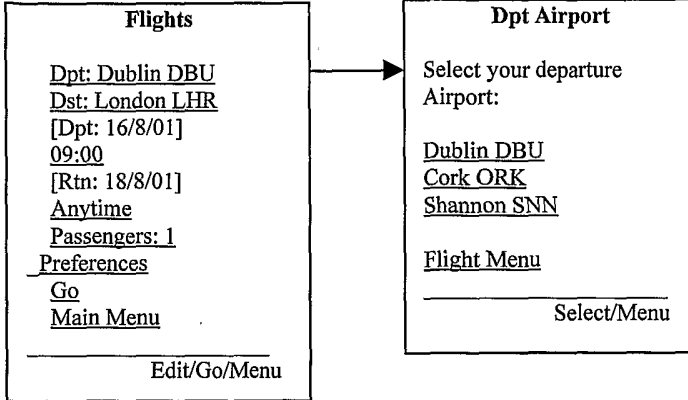 Flights
Dpt: Dublin DBU
Dst: London LHR
[Dpt: 16/8/01]
09:00
[Rtn: 18/8/01]
Anytime
Passengers: 1
Preferences
Go
Main Menu
Edit/Go/Menu
Dpt Airport
Select your departure
Airport:
Dublin DBU
Cork ORK
Shannon SNN
Flight Menu
Select/Menu